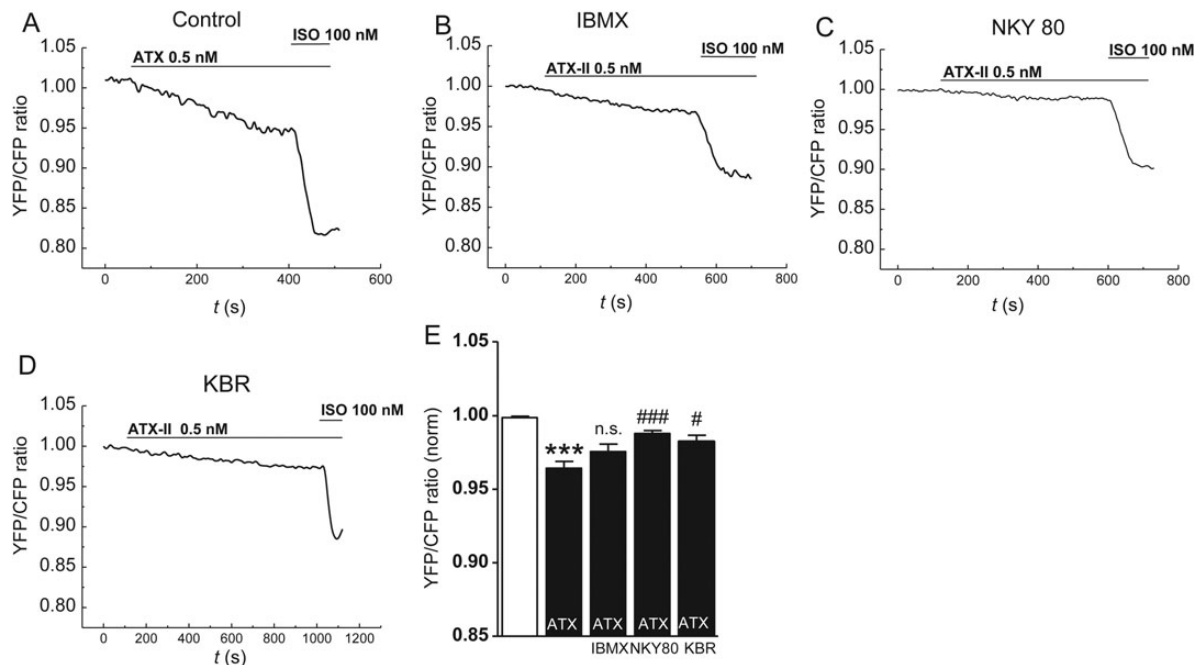 A
Control
ISO 100 nM
ATX 0.5 nM
1.05
1.00
0.95
0.90
0.85
0.80
YFP/CFP ratio
0
200
400
600
t (s)
B
IBMX
ISO 100 nM
ATX-II 0.5 nM
1.05
1.00
0.95
0.90
0.85
0.80
YFP/CFP ratio
0
200
400
600
800
t (s)
C
NKY 80
ISO 100 nM
ATX-II 0.5 nM
1.05
1.00
0.95
0.90
0.85
0.80
YFP/CFP ratio
0
200
400
600
800
t (s)
D
KBR
ISO 100 nM
ATX-II 0.5 nM
1.05
1.00
0.95
0.90
0.85
0.80
YFP/CFP ratio
0 200 400 600 800 1000 1200
t (s)
E
1.05
1.00
0.95
0.90
0.85
YFP/CFP ratio (norm)
*** n.s. ### #
ATX ATX ATX ATX
IBMX NKY80 KBR